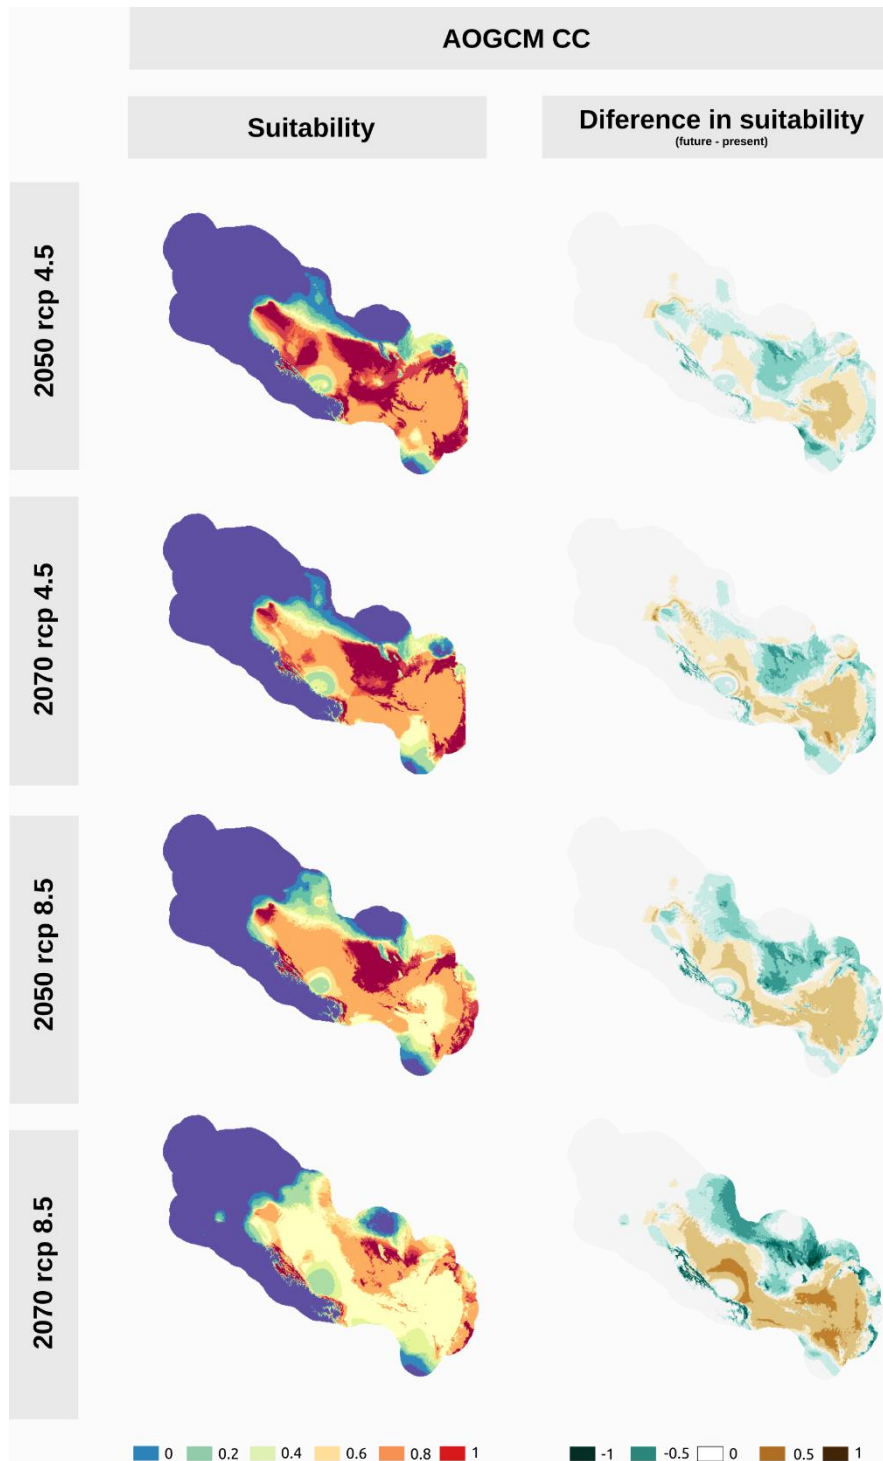 AOGCM CC
Suitability
Diference in suitability
(future - present)
2050 rcp 4.5
2070 rcp 4.5
2050 rcp 8.5
2070 rcp 8.5
0 0.2 0.4 0.6 0.8 1
-1 -0.5 0 0.5 1